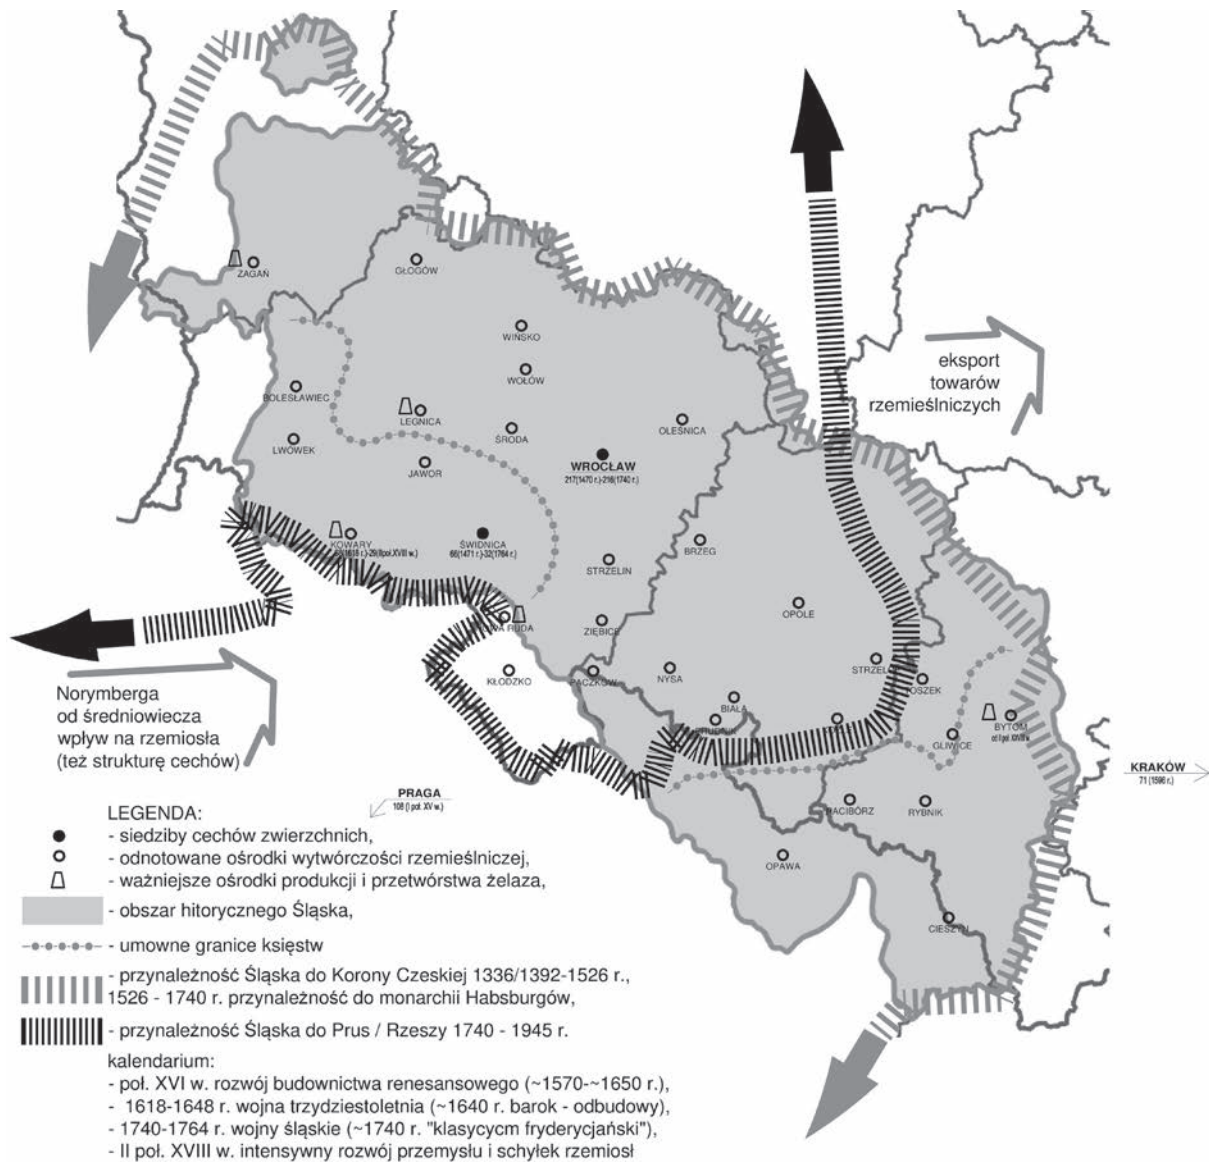 ŻAGAŃ
GŁOGÓW
WIŃSKO
eksport
towarów
rzemieślniczych
WOŁÓW
BOLESŁAWIEC
LEGNICA
OLEŚNICA
ŚRODA
LWÓWEK
WROCŁAW
217(1470 r.)-216(1740 r.)
JAWOR
KOWARY
ŚWIDNICA
66(1471 r.)-32(1764 r.)
BRZEG
STRZELIN
OPOLE
RUDA
ZIĘBICE
KŁODZKO
PACZKÓW
NYSA
BIAŁA
PRUDNIK
GLIWICE
BYTOM
Norymberga
od średniowiecza
wpływ na rzemiosła
(też strukturę cechów)
KRAKÓW
71 (1596 r.)
PRAGA
108 (I poł. XV w.)
RACIBÓRZ
RYBNIK
OPAWA
CIESZYN
LEGENDA:
- siedziby cechów zwierzchnich,
- odnotowane ośrodki wytwórczości rzemieślniczej,
- ważniejsze ośrodki produkcji i przetwórstwa żelaza,
- obszar hitorycznego Śląska,
- umowne granice księstw
- przynależność Śląska do Korony Czeskiej 1336/1392-1526 r.,
1526 - 1740 r. przynależność do monarchii Habsburgów,
- przynależność Śląska do Prus / Rzeszy 1740 - 1945 r.
kalendarium:
- poł. XVI w. rozwój budownictwa renesansowego (~1570-~1650 r.),
- 1618-1648 r. wojna trzydziestoletnia (~1640 r. barok - odbudowy),
- 1740-1764 r. wojny śląskie (~1740 r. "klasycycm fryderycjański"),
- II poł. XVIII w. intensywny rozwój przemysłu i schyłek rzemiosł